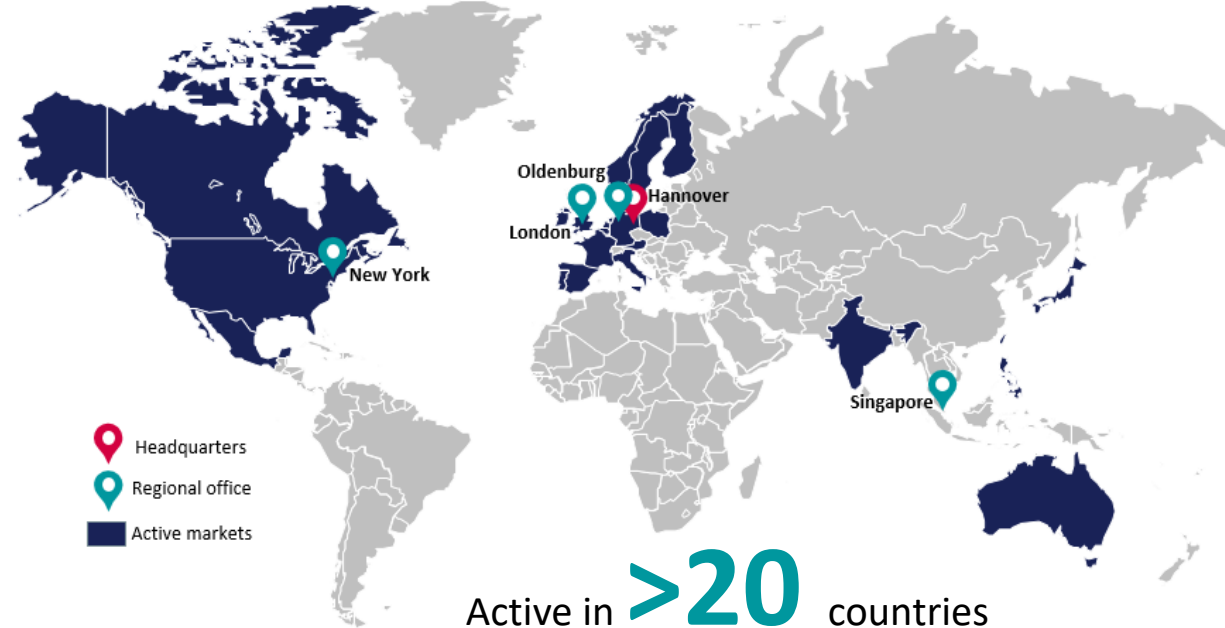 Oldenburg
Hannover
London
New York
Singapore
Headquarters
Regional office
Active markets
Active in >20 countries